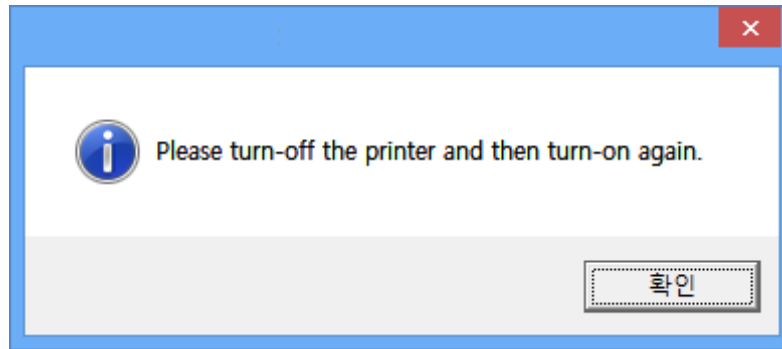 Please turn-off the printer and then turn-on again.
확인